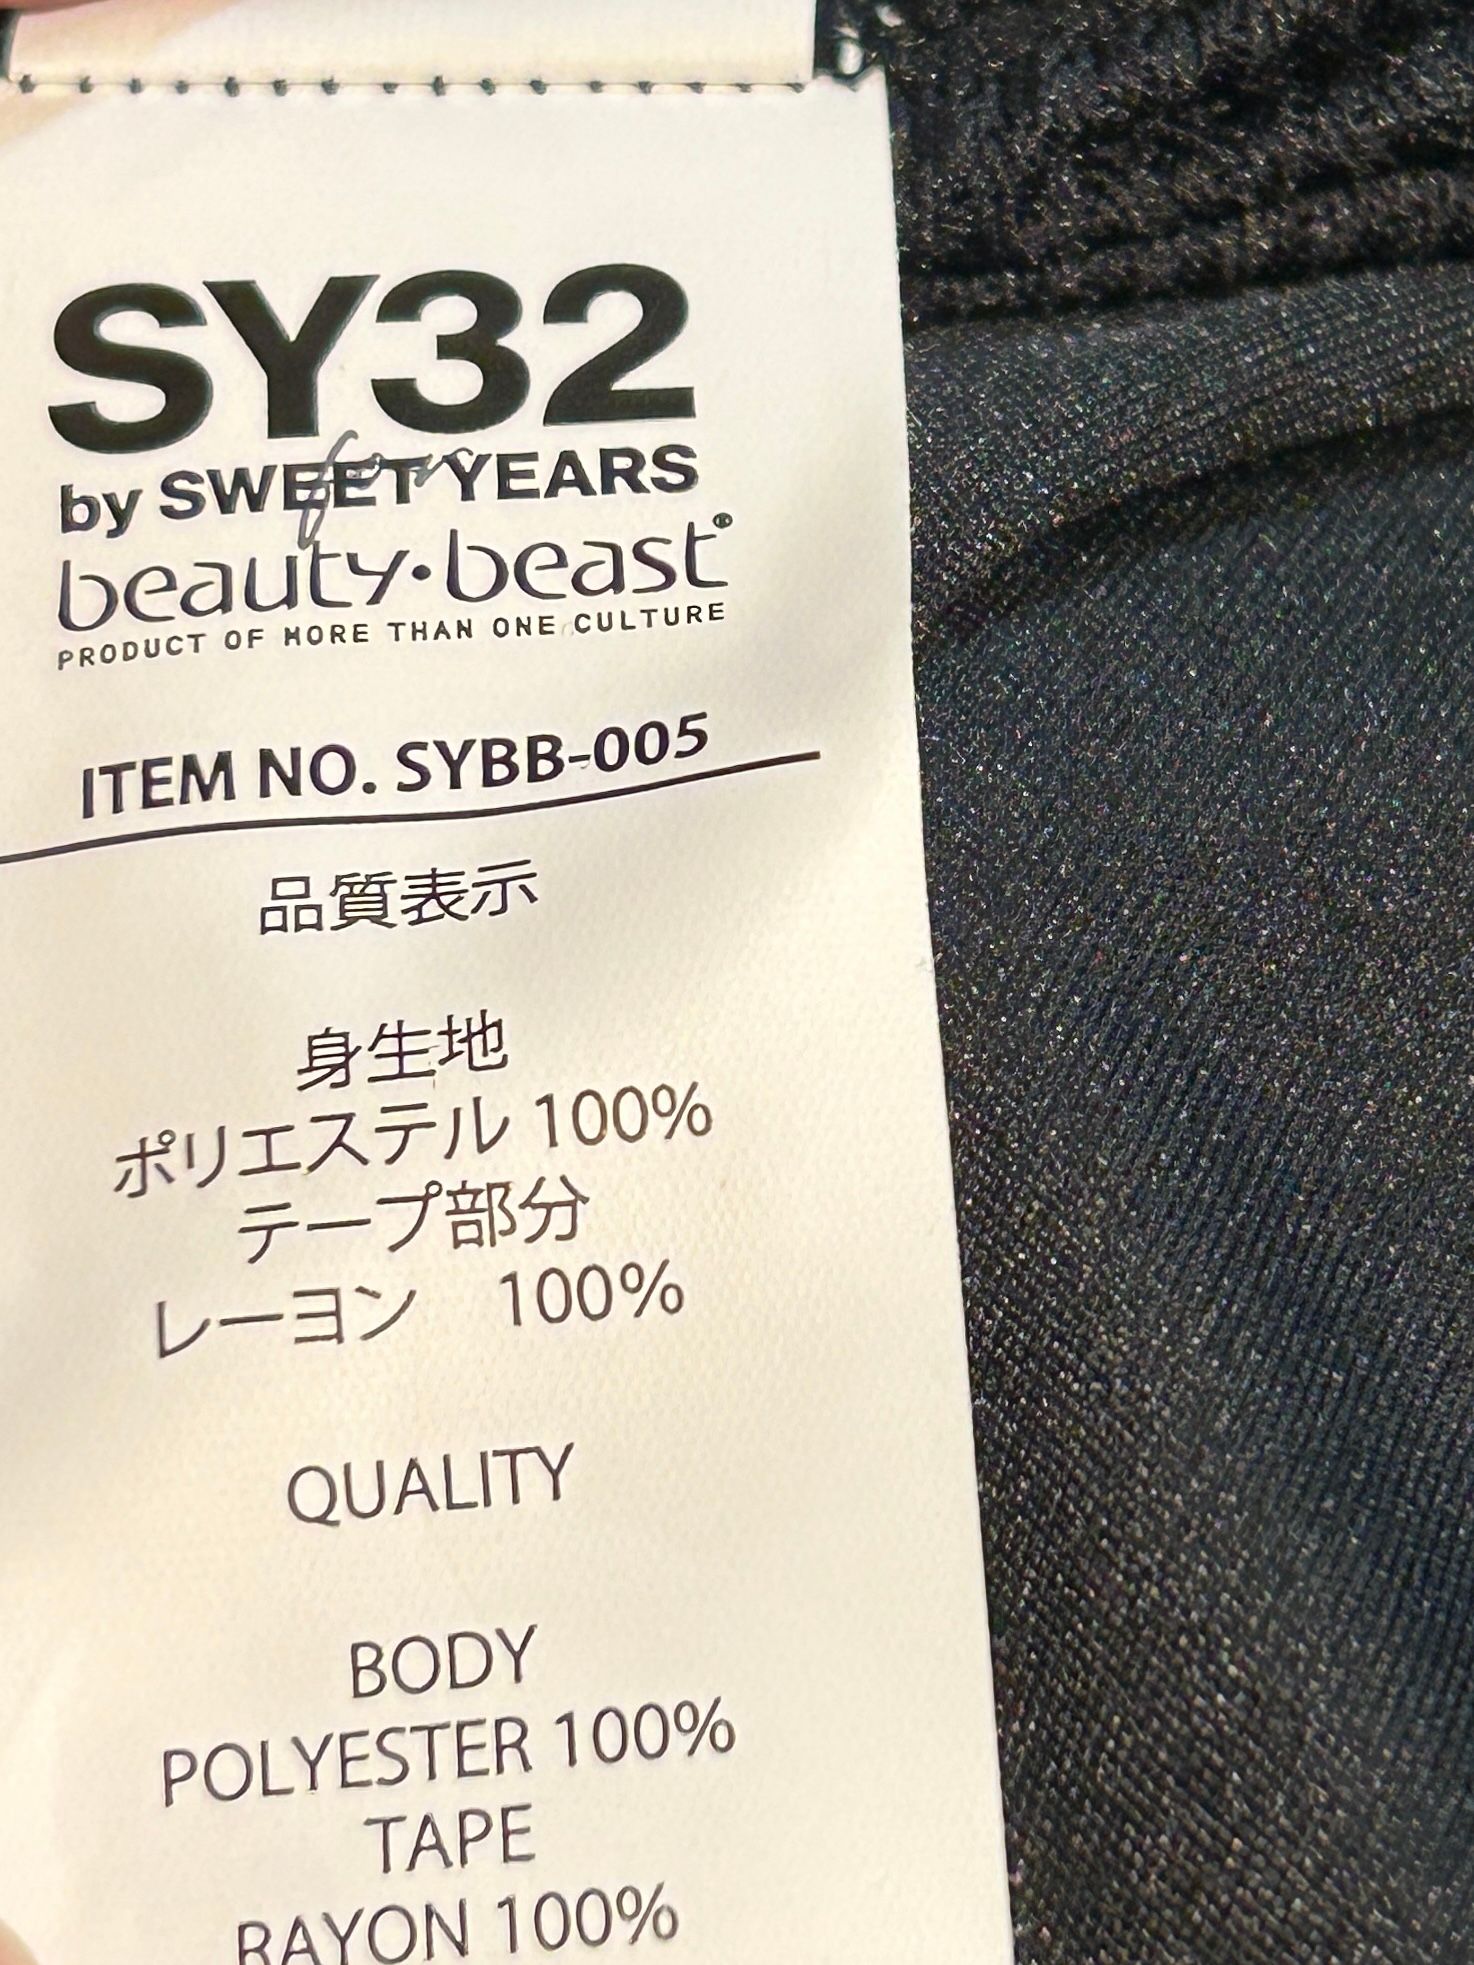 SY32
by SWEET YEARS
for
beauty·beast®
PRODUCT OF MORE THAN ONE CULTURE
ITEM NO. SYBB-005
品質表示
身生地
ポリエステル 100%
テープ部分
レーヨン 100%
QUALITY
BODY
POLYESTER 100%
TAPE
RAYON 100%